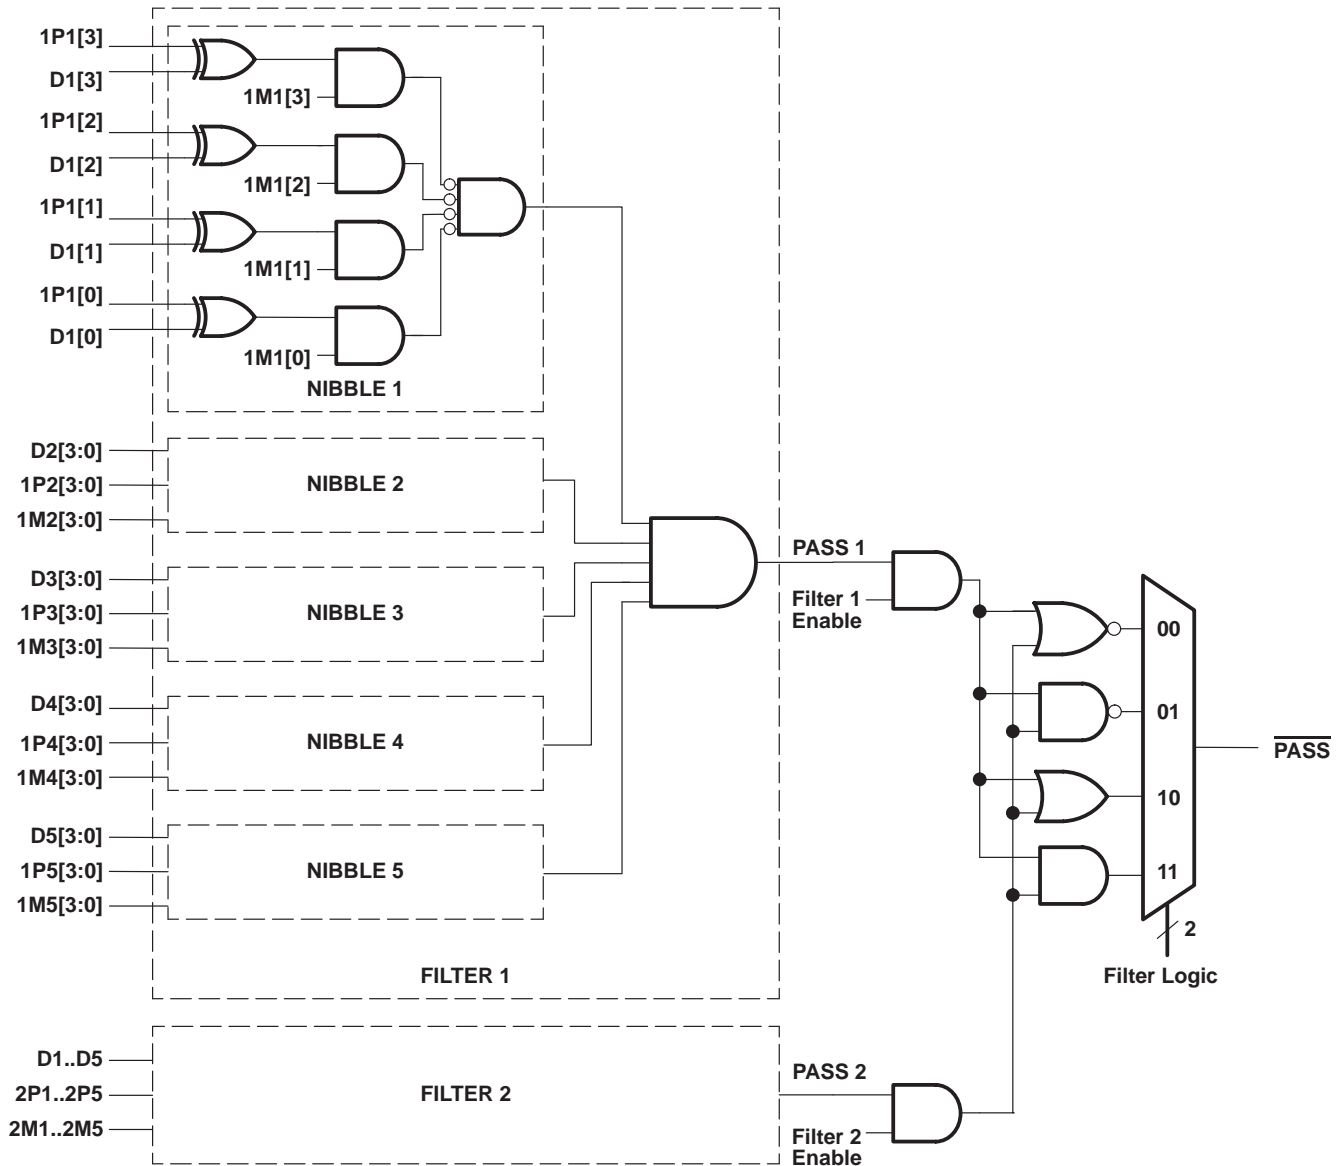 1P1[3]
D1[3]
1M1[3]
1P1[2]
D1[2]
1M1[2]
1P1[1]
D1[1]
1M1[1]
1P1[0]
D1[0]
1M1[0]
NIBBLE 1
D2[3:0]
1P2[3:0]
1M2[3:0]
NIBBLE 2
D3[3:0]
1P3[3:0]
1M3[3:0]
NIBBLE 3
D4[3:0]
1P4[3:0]
1M4[3:0]
NIBBLE 4
D5[3:0]
1P5[3:0]
1M5[3:0]
NIBBLE 5
FILTER 1
PASS 1
Filter 1
Enable
00
01
10
11
PASS
2
Filter Logic
D1..D5
2P1..2P5
2M1..2M5
FILTER 2
PASS 2
Filter 2
Enable